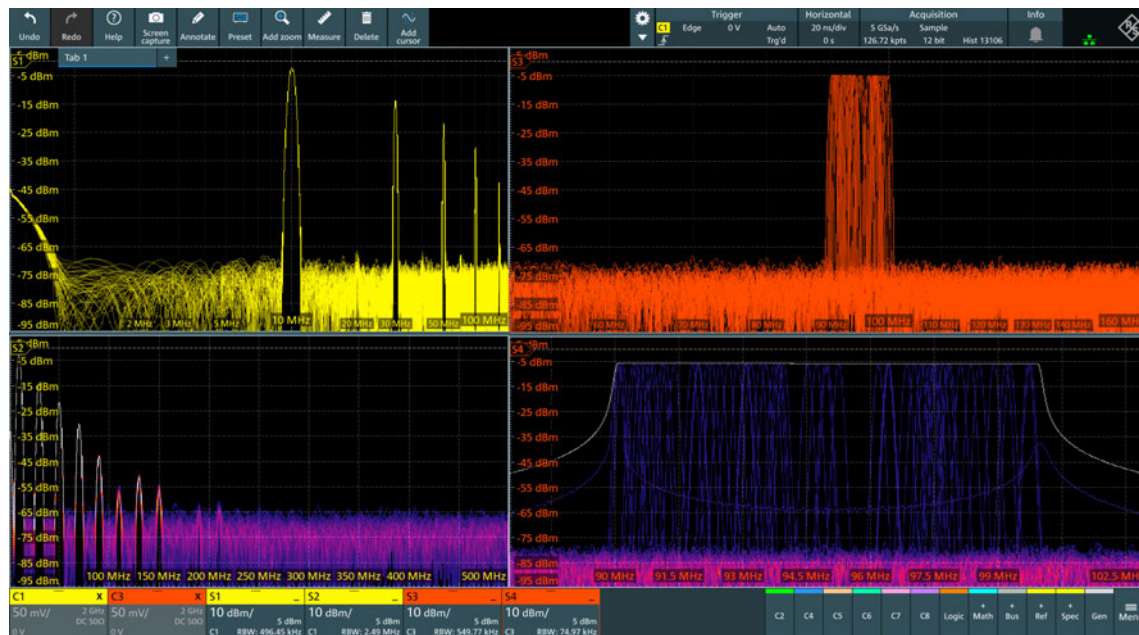 Undo Redo Help Screen capture Annotate Preset Add zoom Measure Delete Add cursor
Trigger Horizontal Acquisition Info
C1 Edge 0 V Auto 20 ns/div 5 GSa/s Sample
Trig'd 0 s 126.72 kpts 12 bit Hist 13106
Tab 1 +
S1
-5 dBm
-15 dBm
-25 dBm
-35 dBm
-45 dBm
-55 dBm
-65 dBm
-75 dBm
-85 dBm
-95 dBm
2 MHz 3 MHz 5 MHz 10 MHz 20 MHz 30 MHz 50 MHz 100 MHz
S3
-5 dBm
-15 dBm
-25 dBm
-35 dBm
-45 dBm
-55 dBm
-65 dBm
-75 dBm
-85 dBm
-95 dBm
100 MHz 110 MHz 160 MHz
S2
-5 dBm
-15 dBm
-25 dBm
-35 dBm
-45 dBm
-55 dBm
-65 dBm
-75 dBm
-85 dBm
-95 dBm
100 MHz 150 MHz 200 MHz 250 MHz 300 MHz 350 MHz 400 MHz 500 MHz
S4
-5 dBm
-15 dBm
-25 dBm
-35 dBm
-45 dBm
-55 dBm
-65 dBm
-75 dBm
-85 dBm
-95 dBm
90 MHz 91.5 MHz 93 MHz 94.5 MHz 96 MHz 97.5 MHz 99 MHz 102.5 MHz
C1 X C3 X S1 S2 S3 S4
50 mV/ 2 GHz 50 mV/ 2 GHz 10 dBm/ 10 dBm/ 10 dBm/ 10 dBm/
DC 50Ω DC 50Ω 5 dBm 5 dBm 5 dBm 5 dBm
0 V 0 V C1 RBW: 496.45 kHz C1 RBW: 2.49 MHz C3 RBW: 549.77 kHz C3 RBW: 74.97 kHz
C2 C4 C5 C6 C7 C8 Logic + Math + Bus + Ref + Spec Gen